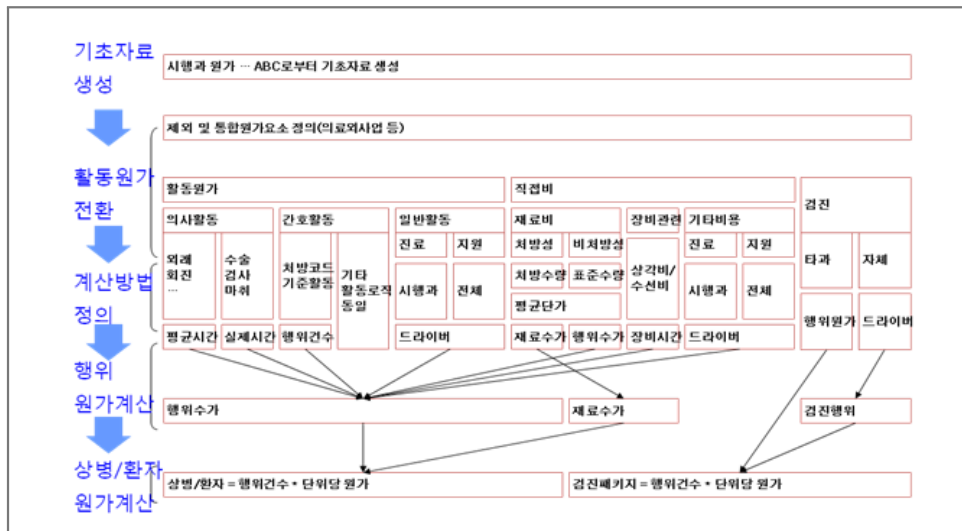 기초자료
생성
시행과 원가 … ABC로부터 기초자료 생성
제외 및 통합원가요소 정의(의료외사업 등)
활동원가
전환
활동원가
직접비
검진
의사활동
간호활동
일반활동
재료비
장비관련
기타비용
외래
회진
…
수술
검사
마취
처방코드
기준활동
기타
활동로직
동일
진료
지원
처방성
비처방성
상각비/
수선비
진료
지원
타과
자체
계산방법
정의
시행과
전체
처방수량
표준수량
평균단가
시행과
전체
행위원가
드라이버
평균시간
실제시간
행위건수
드라이버
재료수가
행위수가
장비시간
드라이버
행위
원가계산
행위수가
재료수가
검진행위
상병/환자
원가계산
상병/환자 = 행위건수 * 단위당 원가
검진패키지 = 행위건수 * 단위당 원가